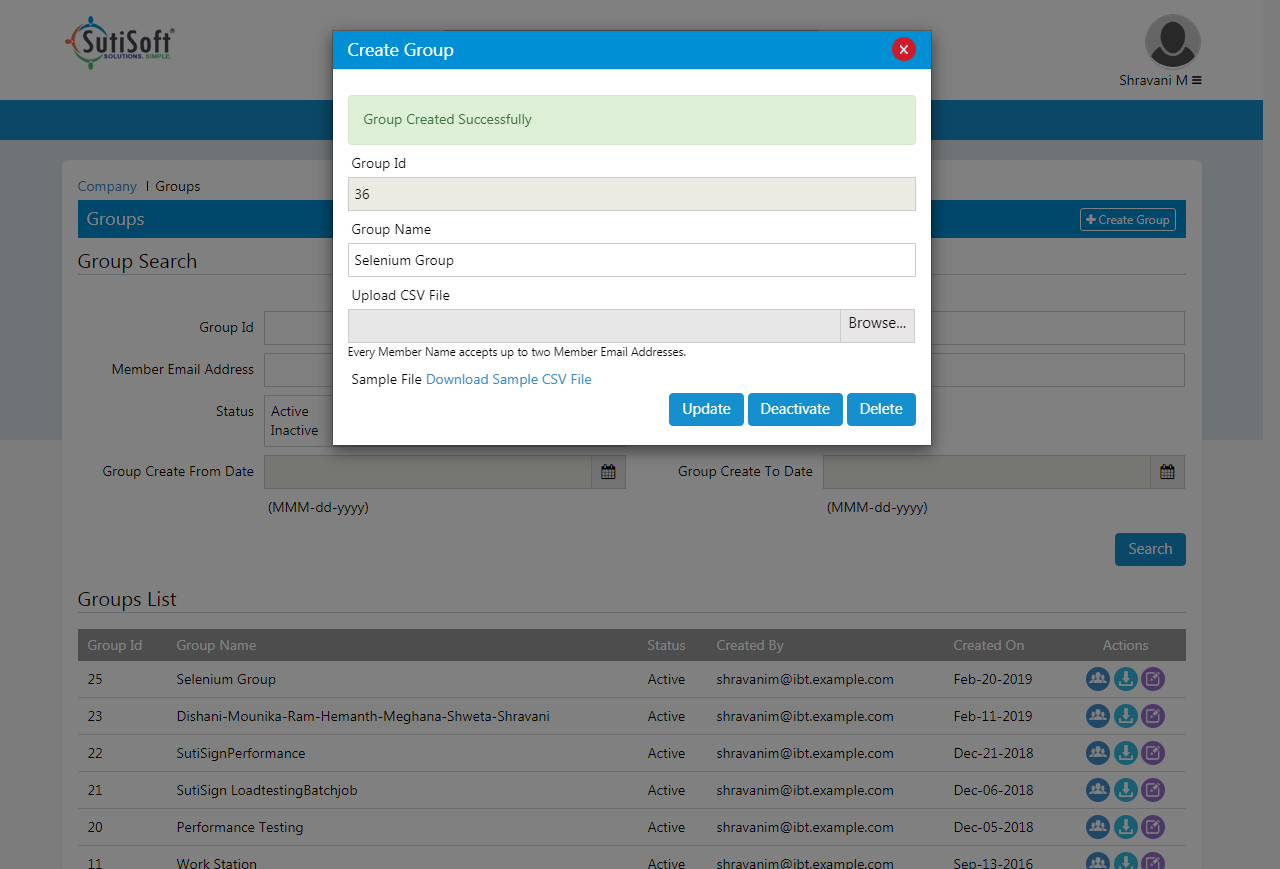 SutiSoft
SOLUTIONS. SIMPLE.
Shravani M
Create Group
Group Created Successfully
Group Id
36
Group Name
Selenium Group
Upload CSV File
Browse...
Every Member Name accepts up to two Member Email Addresses.
Sample File Download Sample CSV File
Update Deactivate Delete
Company | Groups
Groups
Create Group
Group Search
Group Id
Member Email Address
Status
Active
Inactive
Group Create From Date
(MMM-dd-yyyy)
Group Create To Date
(MMM-dd-yyyy)
Search
Groups List
Group Id Group Name Status Created By Created On Actions
25 Selenium Group Active shravanim@ibt.example.com Feb-20-2019
23 Dishani-Mounika-Ram-Hemanth-Meghana-Shweta-Shravani Active shravanim@ibt.example.com Feb-11-2019
22 SutiSignPerformance Active shravanim@ibt.example.com Dec-21-2018
21 SutiSign LoadtestingBatchjob Active shravanim@ibt.example.com Dec-06-2018
20 Performance Testing Active shravanim@ibt.example.com Dec-05-2018
11 Work Station Active shravanim@ibt.example.com Sep-13-2016